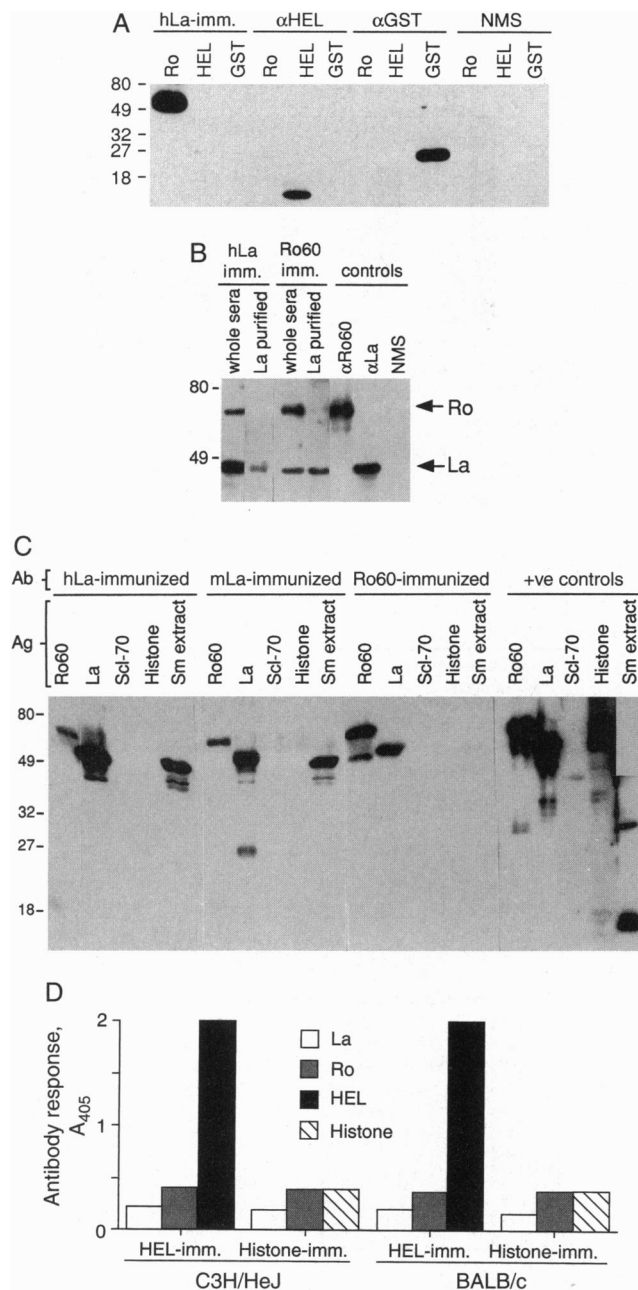 A
hLa-imm. αHEL αGST NMS
Ro HEL GST Ro HEL GST Ro HEL GST Ro HEL GST
80
49
32
27
18
B
hLa imm. Ro60 imm. controls
whole sera La purified whole sera La purified αRo60 αLa NMS
80
Ro
49
La
C
Ab hLa-immunized mLa-immunized Ro60-immunized +ve controls
Ag Ro60 La Scl-70 Histone Sm extract Ro60 La Scl-70 Histone Sm extract Ro60 La Scl-70 Histone Sm extract Ro60 La Scl-70 Histone Sm extract
80
49
32
27
18
D
Antibody response, A405
2
1
0
La
Ro
HEL
Histone
HEL-imm. Histone-imm. HEL-imm. Histone-imm.
C3H/HeJ BALB/c